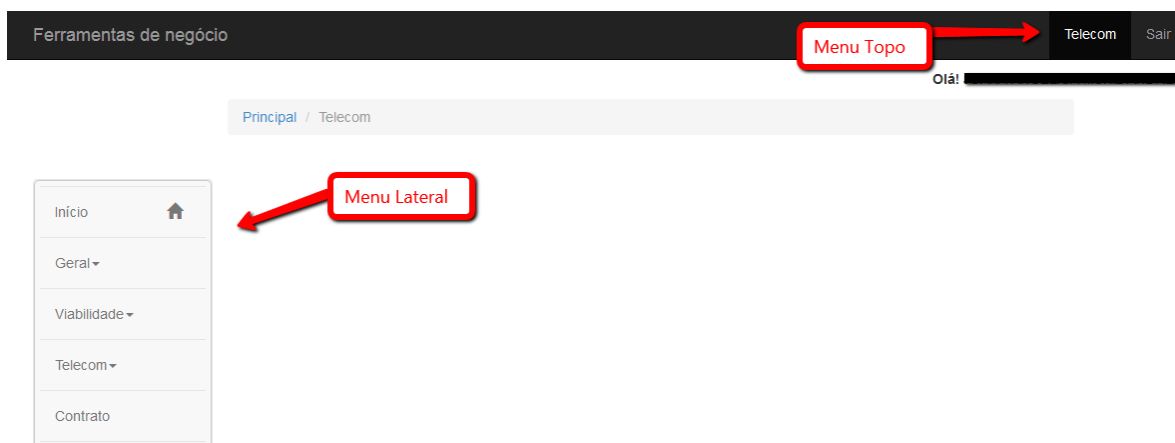 Ferramentas de negócio
Menu Topo
Telecom
Sair
Olá!
Principal / Telecom
Menu Lateral
Início
Geral
Viabilidade
Telecom
Contrato